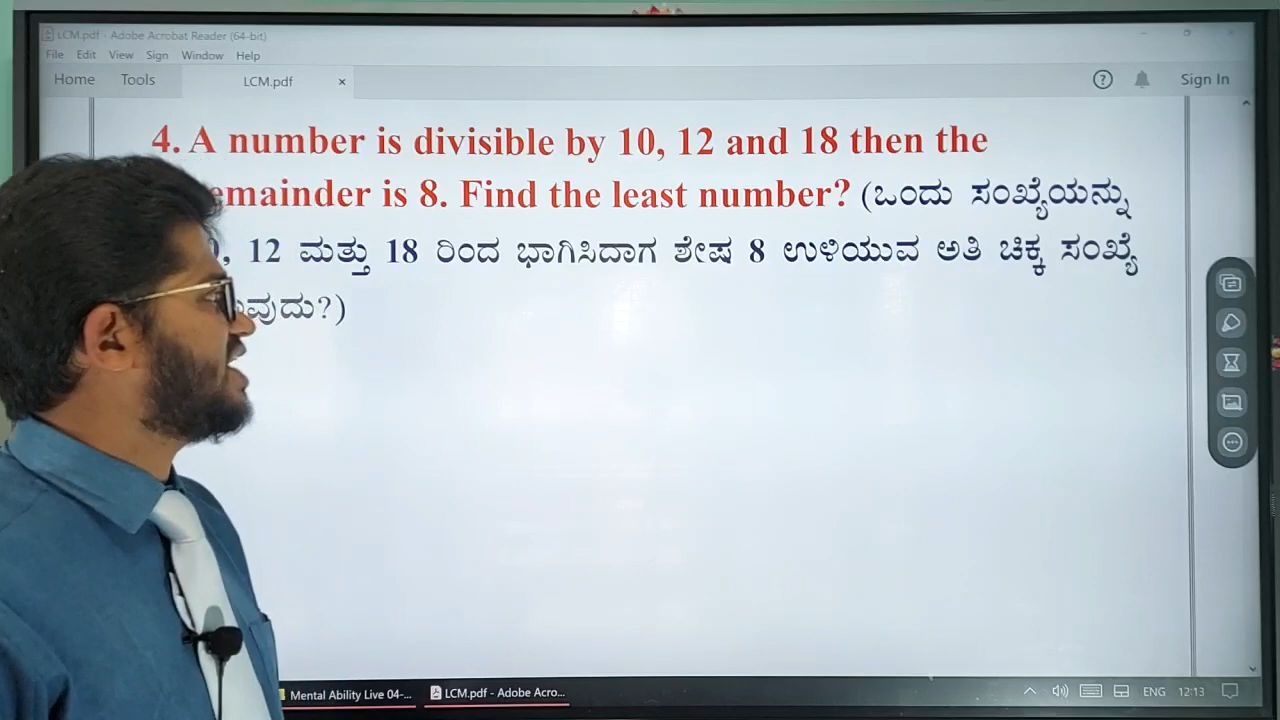 LCM.pdf - Adobe Acrobat Reader (64-bit)
File Edit View Sign Window Help
Home Tools LCM.pdf × ? Sign In
4. A number is divisible by 10, 12 and 18 then the
emainder is 8. Find the least number? (ಒಂದು ಸಂಖ್ಯೆಯನ್ನು
, 12 ಮತ್ತು 18 ರಿಂದ ಭಾಗಿಸಿದಾಗ ಶೇಷ 8 ಉಳಿಯುವ ಅತಿ ಚಿಕ್ಕ ಸಂಖ್ಯೆ
ವುದು?)
Mental Ability Live 04-... LCM.pdf - Adobe Acro... ENG 12:13